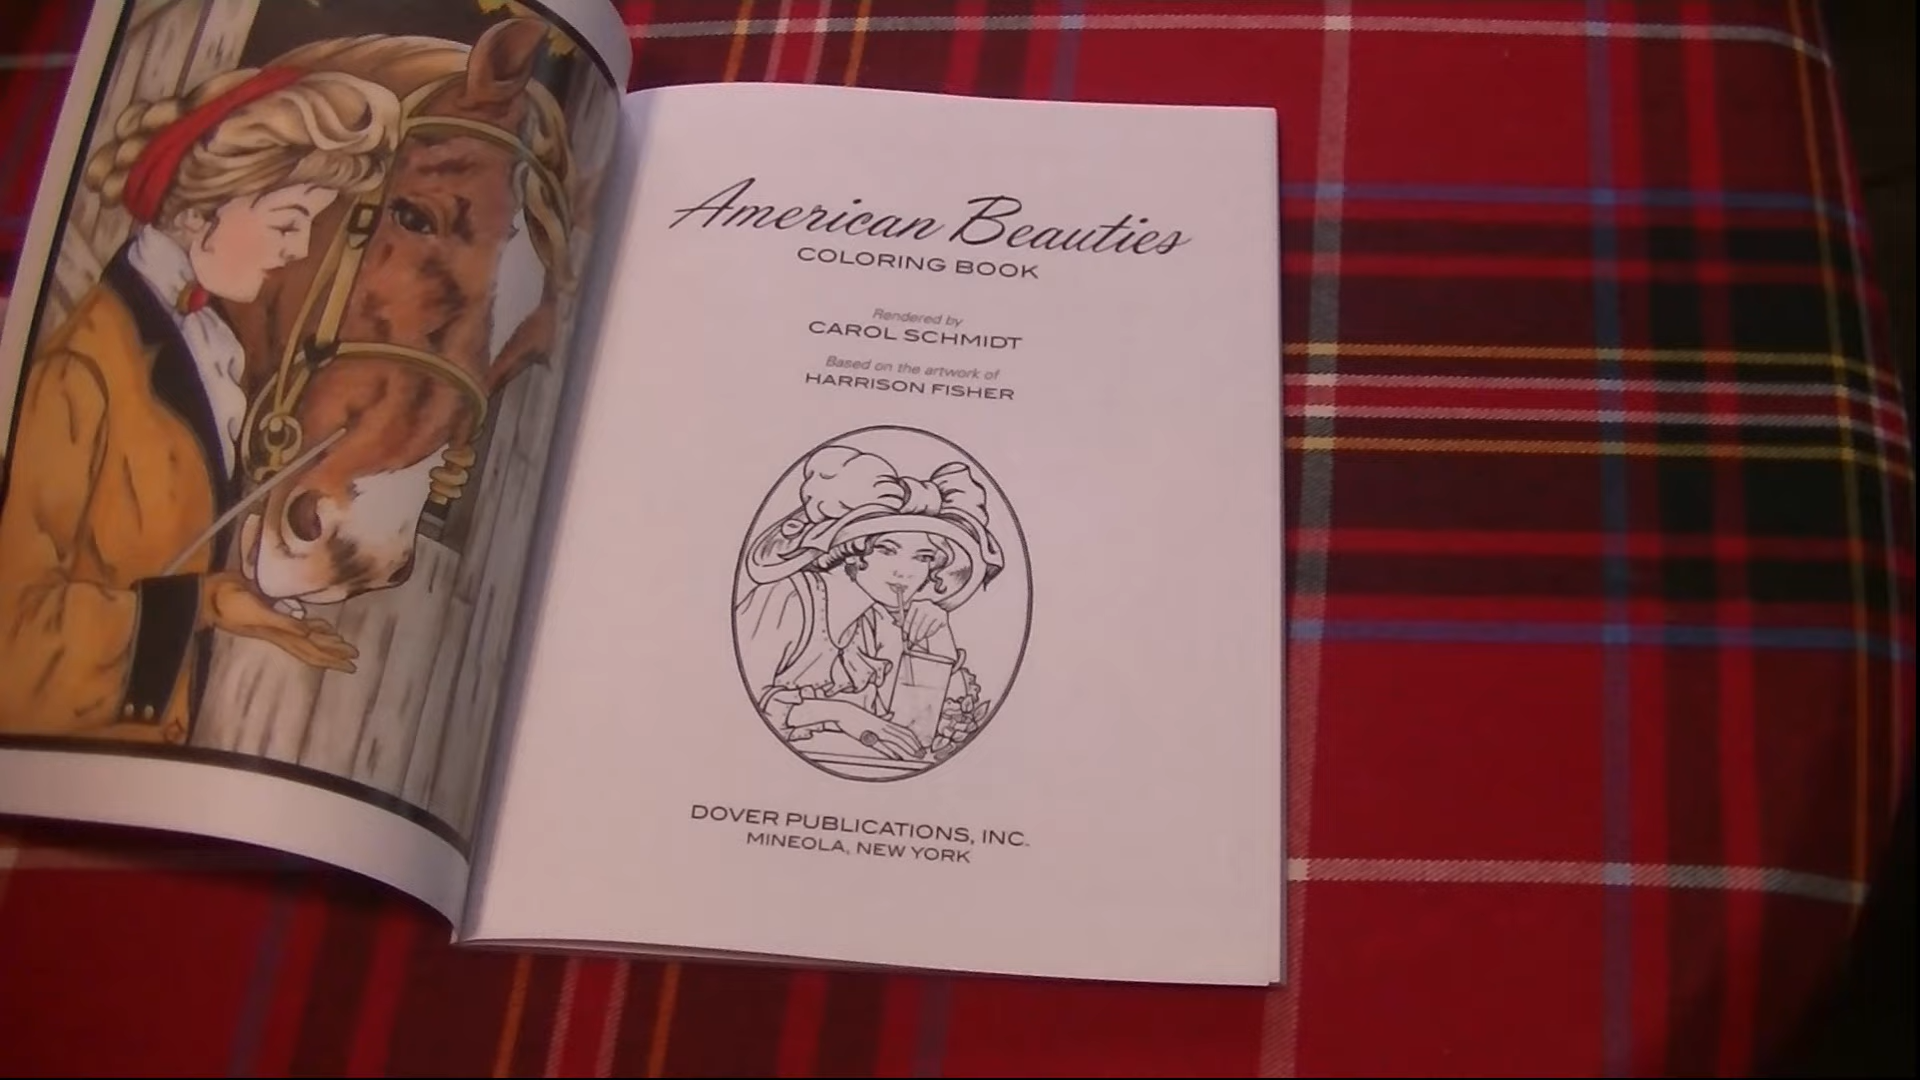 American Beauties
COLORING BOOK
Rendered by
CAROL SCHMIDT
Based on the artwork of
HARRISON FISHER
DOVER PUBLICATIONS, INC.
MINEOLA, NEW YORK